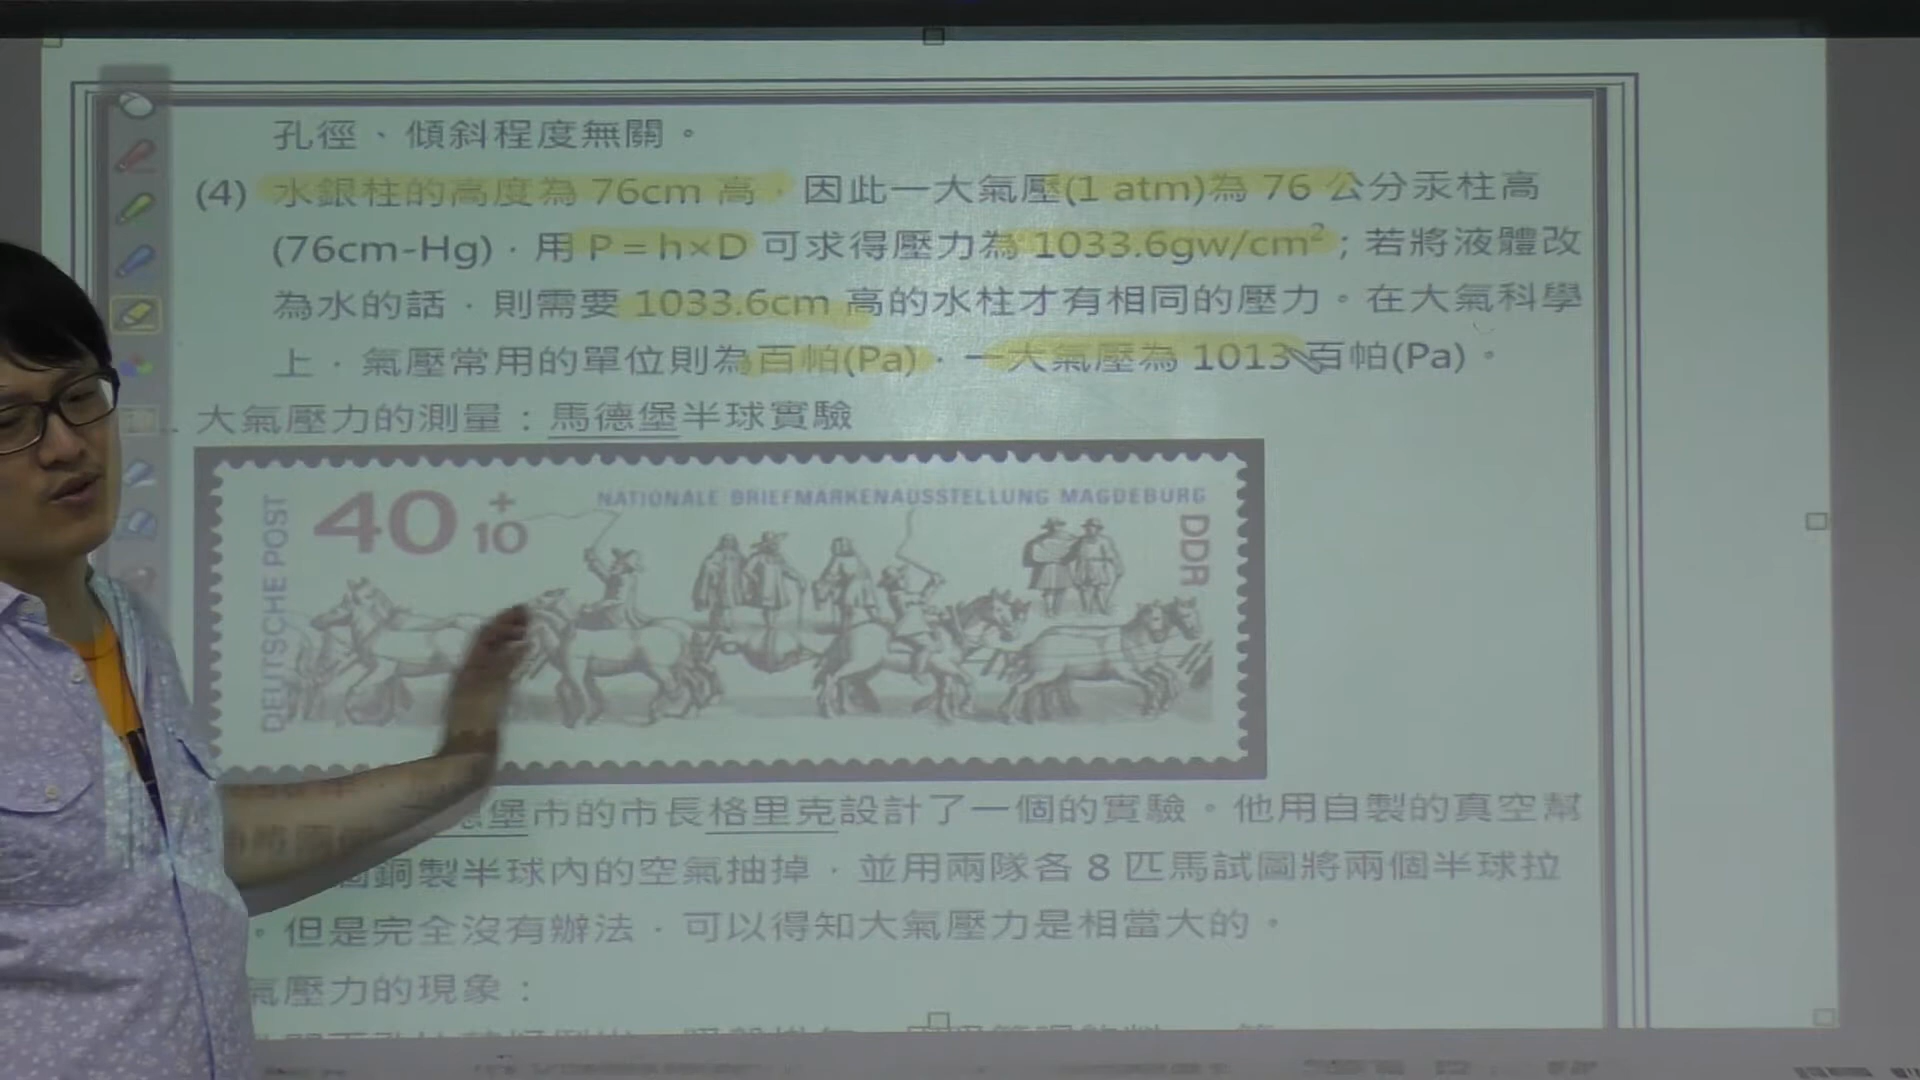 孔徑、傾斜程度無關。
(4) 水銀柱的高度為 76cm 高，因此一大氣壓(1 atm)為 76 公分汞柱高
(76cm-Hg)，用 P = h×D 可求得壓力為 1033.6gw/cm²；若將液體改
為水的話，則需要 1033.6cm 高的水柱才有相同的壓力。在大氣科學
上，氣壓常用的單位則為百帕(Pa)，一大氣壓為 1013 百帕(Pa)。
大氣壓力的測量：馬德堡半球實驗
NATIONALE BRIEFMARKENAUSSTELLUNG MAGDEBURG
40 + 10
DEUTSCHE POST
DDR
堡市的市長格里克設計了一個的實驗。他用自製的真空幫
個銅製半球內的空氣抽掉，並用兩隊各 8 匹馬試圖將兩個半球拉
。但是完全沒有辦法，可以得知大氣壓力是相當大的。
氣壓力的現象：